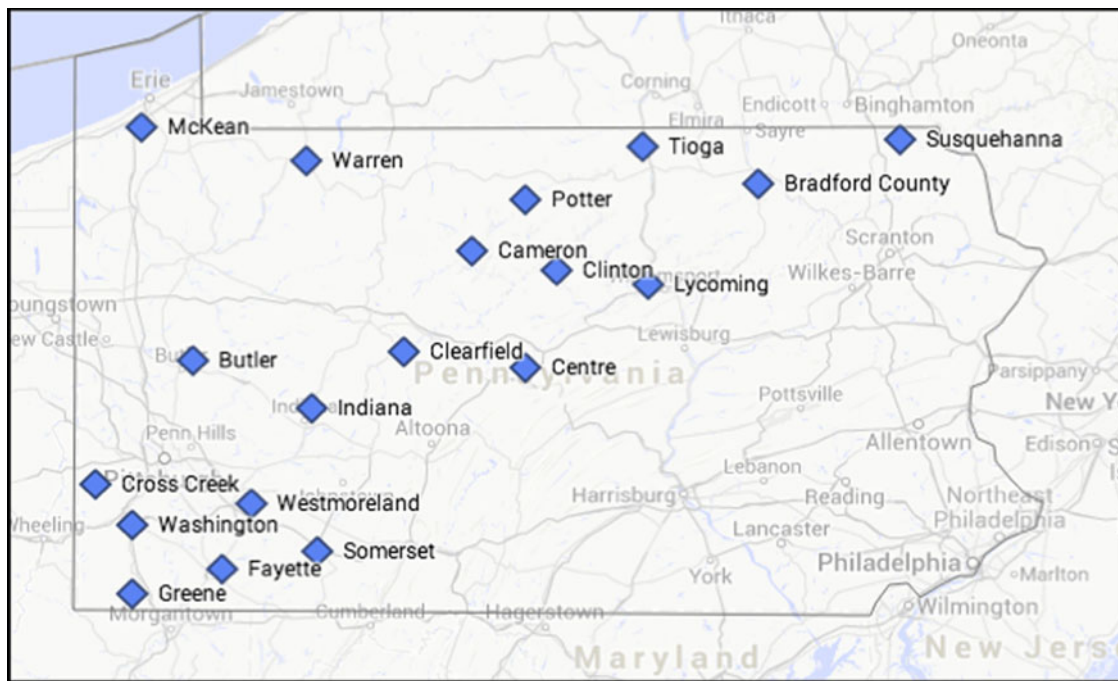 Ithaca
Oneonta
Erie
Jamestown
Corning
Endicott
Binghamton
Elmira
Sayre
McKean
Warren
Tioga
Susquehanna
Bradford County
Potter
Scranton
Cameron
Clinton
Wilkes-Barre
Lycoming
Lewisburg
Butler
Clearfield
Centre
Pennsylvania
Parsippany
Pottsville
New Yo
Indiana
Altoona
Penn Hills
Allentown
Edison
Lebanon
Cross Creek
Harrisburg
Reading
Northeast
Philadelphia
Westmoreland
Washington
Wheeling
Lancaster
Somerset
Fayette
York
Philadelphia
Marlton
Greene
Morgantown
Cumberland
Hagerstown
Wilmington
Maryland
New Jers